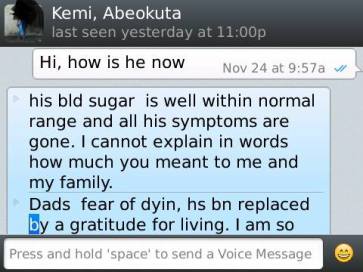 Kemi, Abeokuta
last seen yesterday at 11:00p
Hi, how is he now
Nov 24 at 9:57a
his bld sugar  is well within normal
range and all his symptoms are
gone. I cannot explain in words
how much you meant to me and
my family.
Dads  fear of dyin, hs bn replaced
by a gratitude for living. I am so
Press and hold 'space' to send a Voice Message